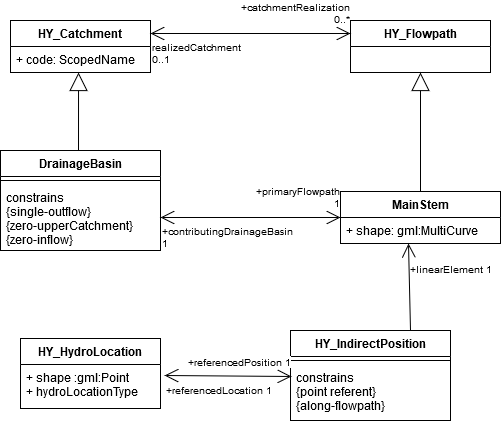 +catchmentRealization
0..*
HY_Catchment
+ code: ScopedName
realizedCatchment
0..1
HY_Flowpath
DrainageBasin
constrains
{single-outflow}
{zero-upperCatchment}
{zero-inflow}
+primaryFlowpath
1
+contributingDrainageBasin
1
MainStem
+ shape: gml:MultiCurve
+linearElement 1
HY_HydroLocation
+ shape :gml:Point
+ hydroLocationType
+referencedPosition 1
+referencedLocation 1
HY_IndirectPosition
constrains
{point referent}
{along-flowpath}